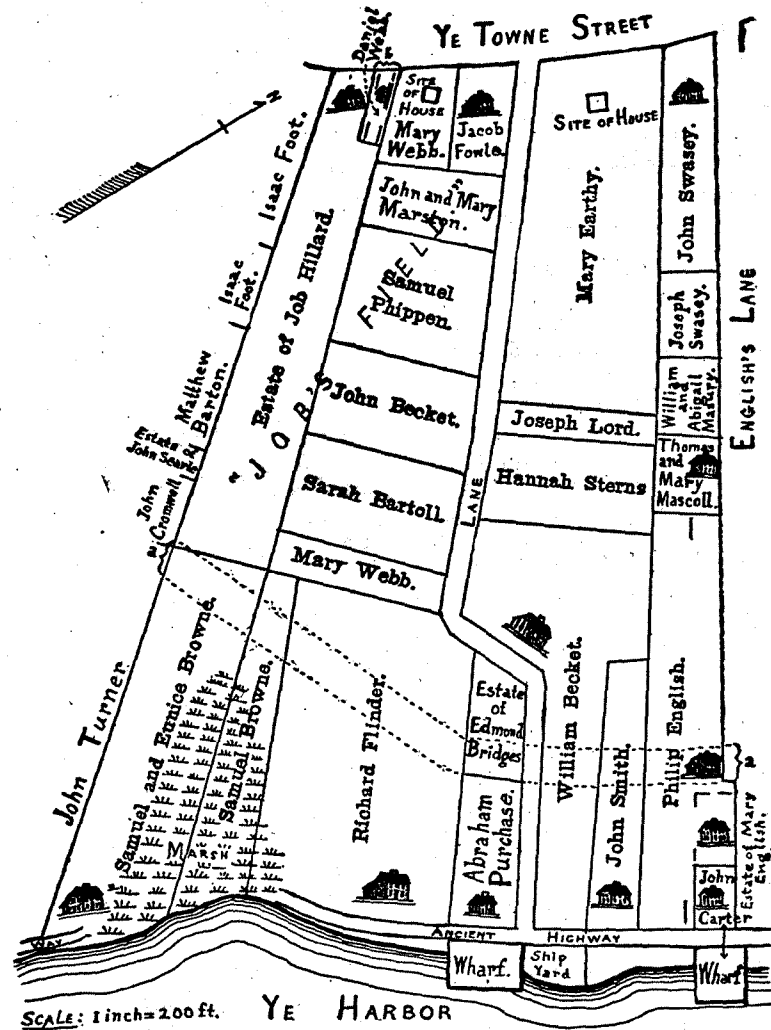 YE TOWNE STREET
Daniel
Webb.
SITE
OF
HOUSE
Mary
Webb.
Jacob
Fowle.
SITE OF HOUSE
John Swasey.
N
Isaac Foot.
John and Mary
Marston.
Mary Earthy.
Isaac
Foot.
Estate of Job Hillard.
"JOB'S FIELD"
Samuel
Phippen.
Joseph
Swasey.
ENGLISH'S LANE
Matthew
Barton.
John Becket.
William
and
Abigail
Joseph Lord.
Estate
John
John
Cromwell
2
Sarah Bartoll.
LANE
Hannah Sterns
Thomas
and
Mary
Mascoll.
Mary Webb.
John Turner
Samuel and Eunice Browne.
Samuel Browne.
MARSH
Richard Flinder.
Estate
of
Edmond
Bridges
Abraham
Purchase.
William Becket.
John Smith.
Philip English.
2
Estate of Mary
English.
John
Carter
WAY
ANCIENT HIGHWAY
Wharf.
Ship
Yard
Wharf
SCALE: 1 inch=200 ft.
YE HARBOR